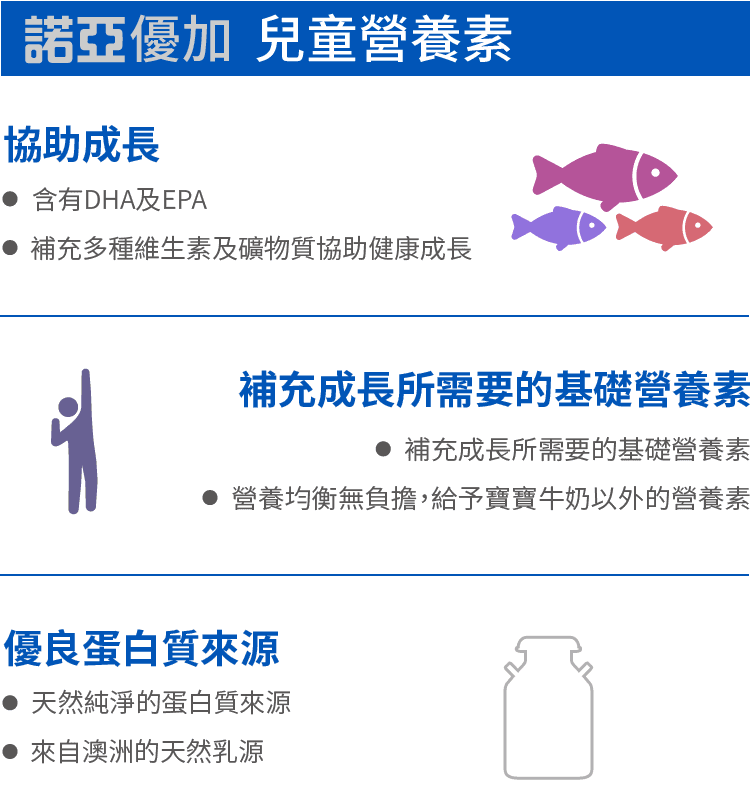 諾亞優加 兒童營養素
協助成長
● 含有DHA及EPA
● 補充多種維生素及礦物質協助健康成長
補充成長所需要的基礎營養素
● 補充成長所需要的基礎營養素
● 營養均衡無負擔，給予寶寶牛奶以外的營養素
優良蛋白質來源
● 天然純淨的蛋白質來源
● 來自澳洲的天然乳源